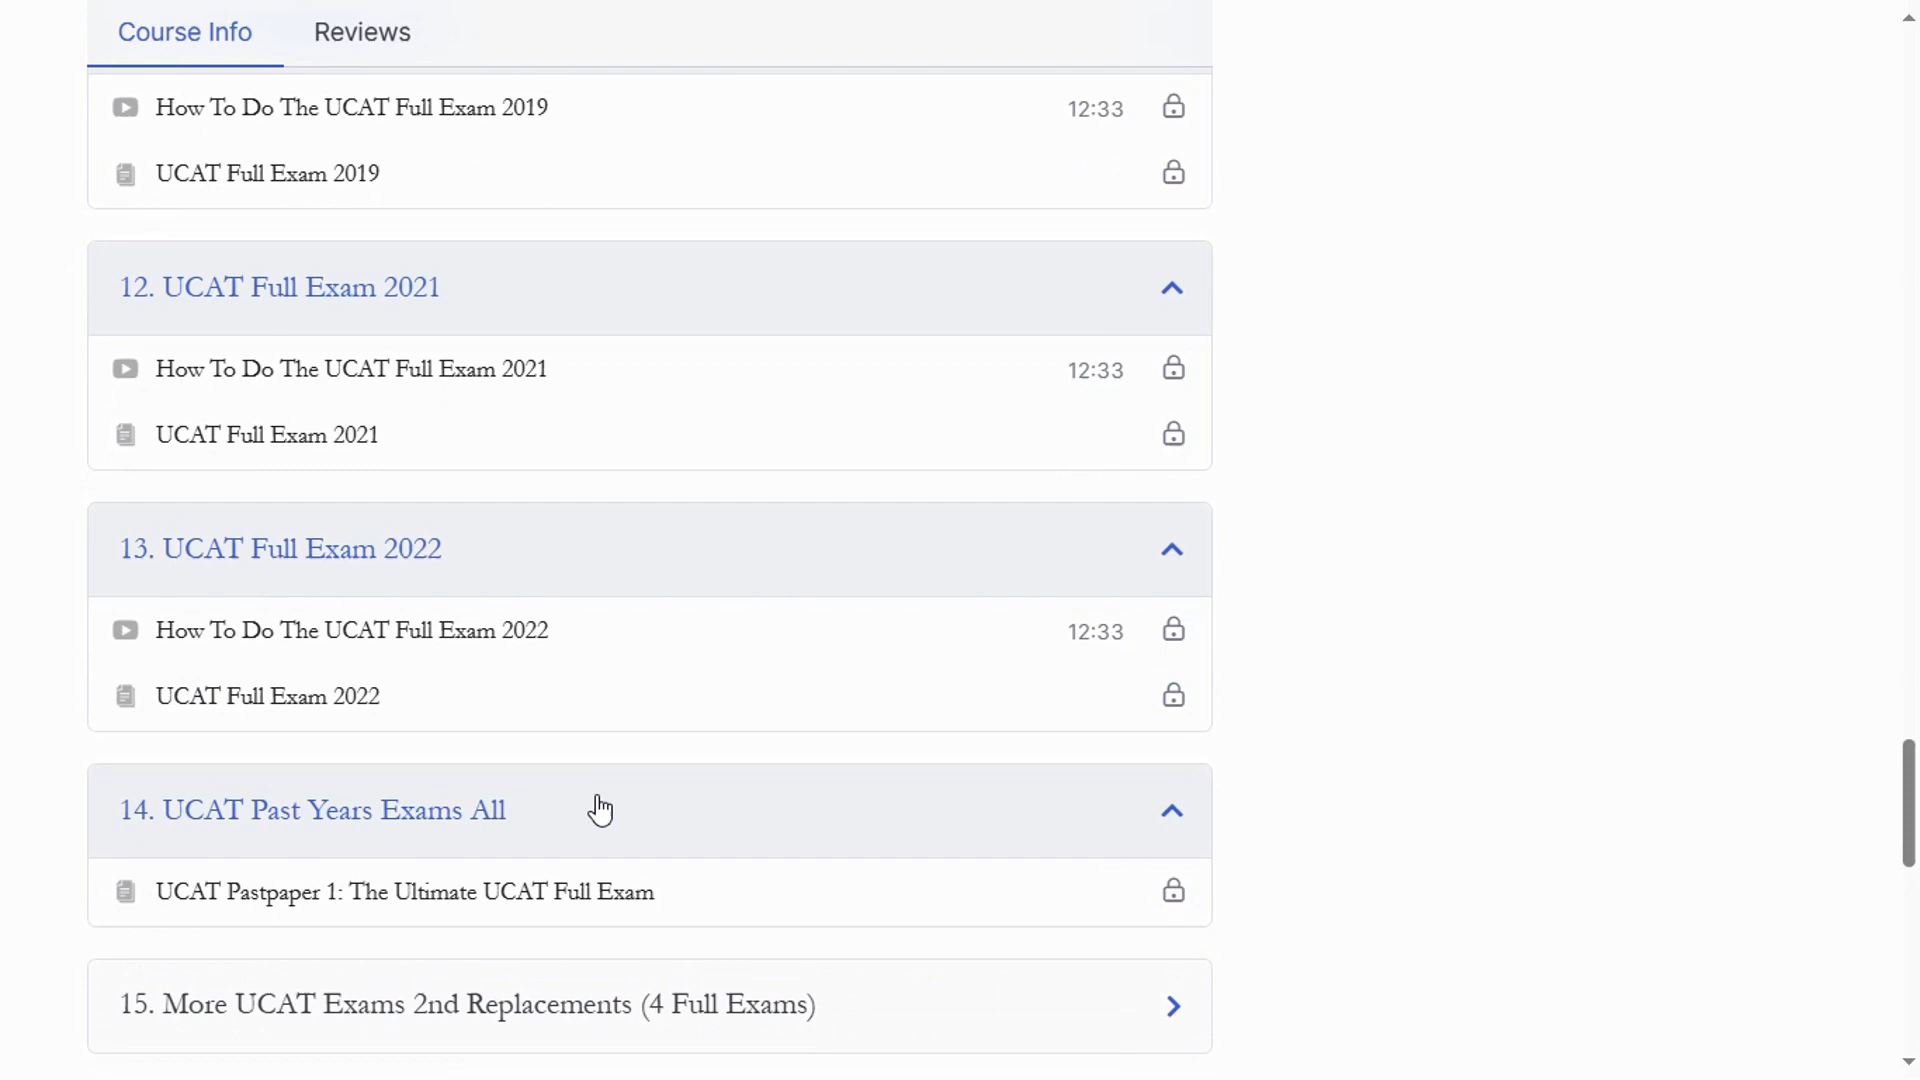 Course Info Reviews
How To Do The UCAT Full Exam 2019 12:33
UCAT Full Exam 2019
12. UCAT Full Exam 2021
How To Do The UCAT Full Exam 2021 12:33
UCAT Full Exam 2021
13. UCAT Full Exam 2022
How To Do The UCAT Full Exam 2022 12:33
UCAT Full Exam 2022
14. UCAT Past Years Exams All
UCAT Pastpaper 1: The Ultimate UCAT Full Exam
15. More UCAT Exams 2nd Replacements (4 Full Exams)